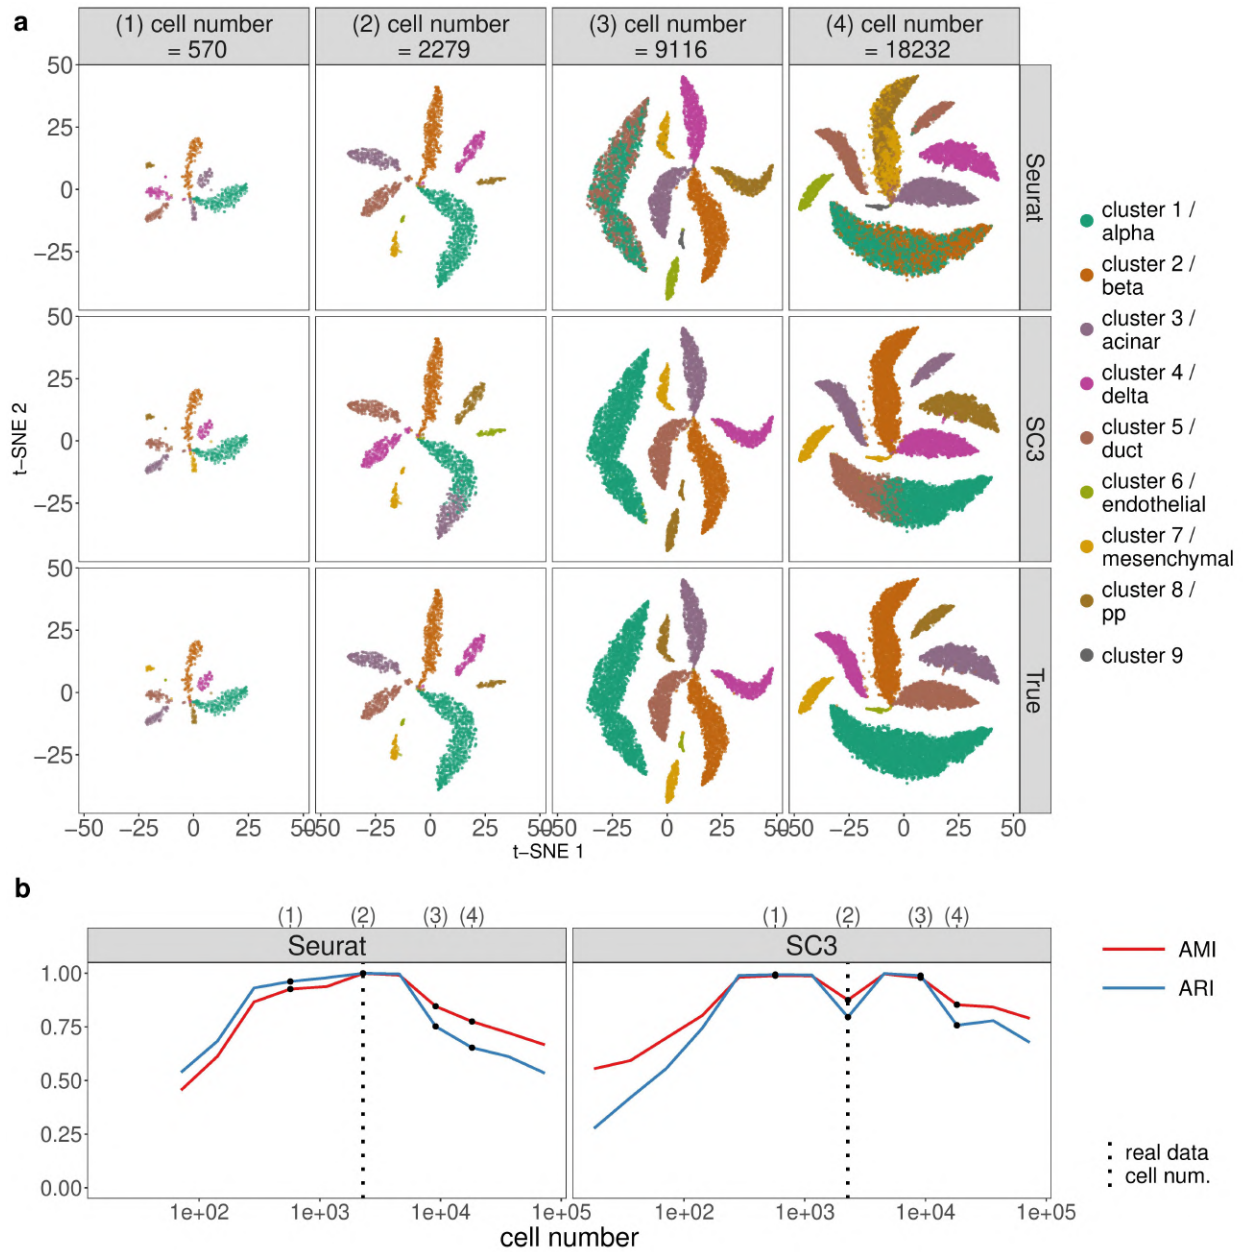 a
(1) cell number
= 570
(2) cell number
= 2279
(3) cell number
= 9116
(4) cell number
= 18232
50
25
0
−25
Seurat
50
25
0
−25
SC3
50
25
0
−25
True
t−SNE 2
−50 −25 0 25 50
−50 −25 0 25 50
−50 −25 0 25 50
−50 −25 0 25 50
t−SNE 1
cluster 1 /
alpha
cluster 2 /
beta
cluster 3 /
acinar
cluster 4 /
delta
cluster 5 /
duct
cluster 6 /
endothelial
cluster 7 /
mesenchymal
cluster 8 /
pp
cluster 9
b
(1) (2) (3) (4)
(1) (2) (3) (4)
Seurat
SC3
1.00
0.75
0.50
0.25
0.00
1e+02 1e+03 1e+04 1e+05
1e+02 1e+03 1e+04 1e+05
cell number
AMI
ARI
real data
cell num.